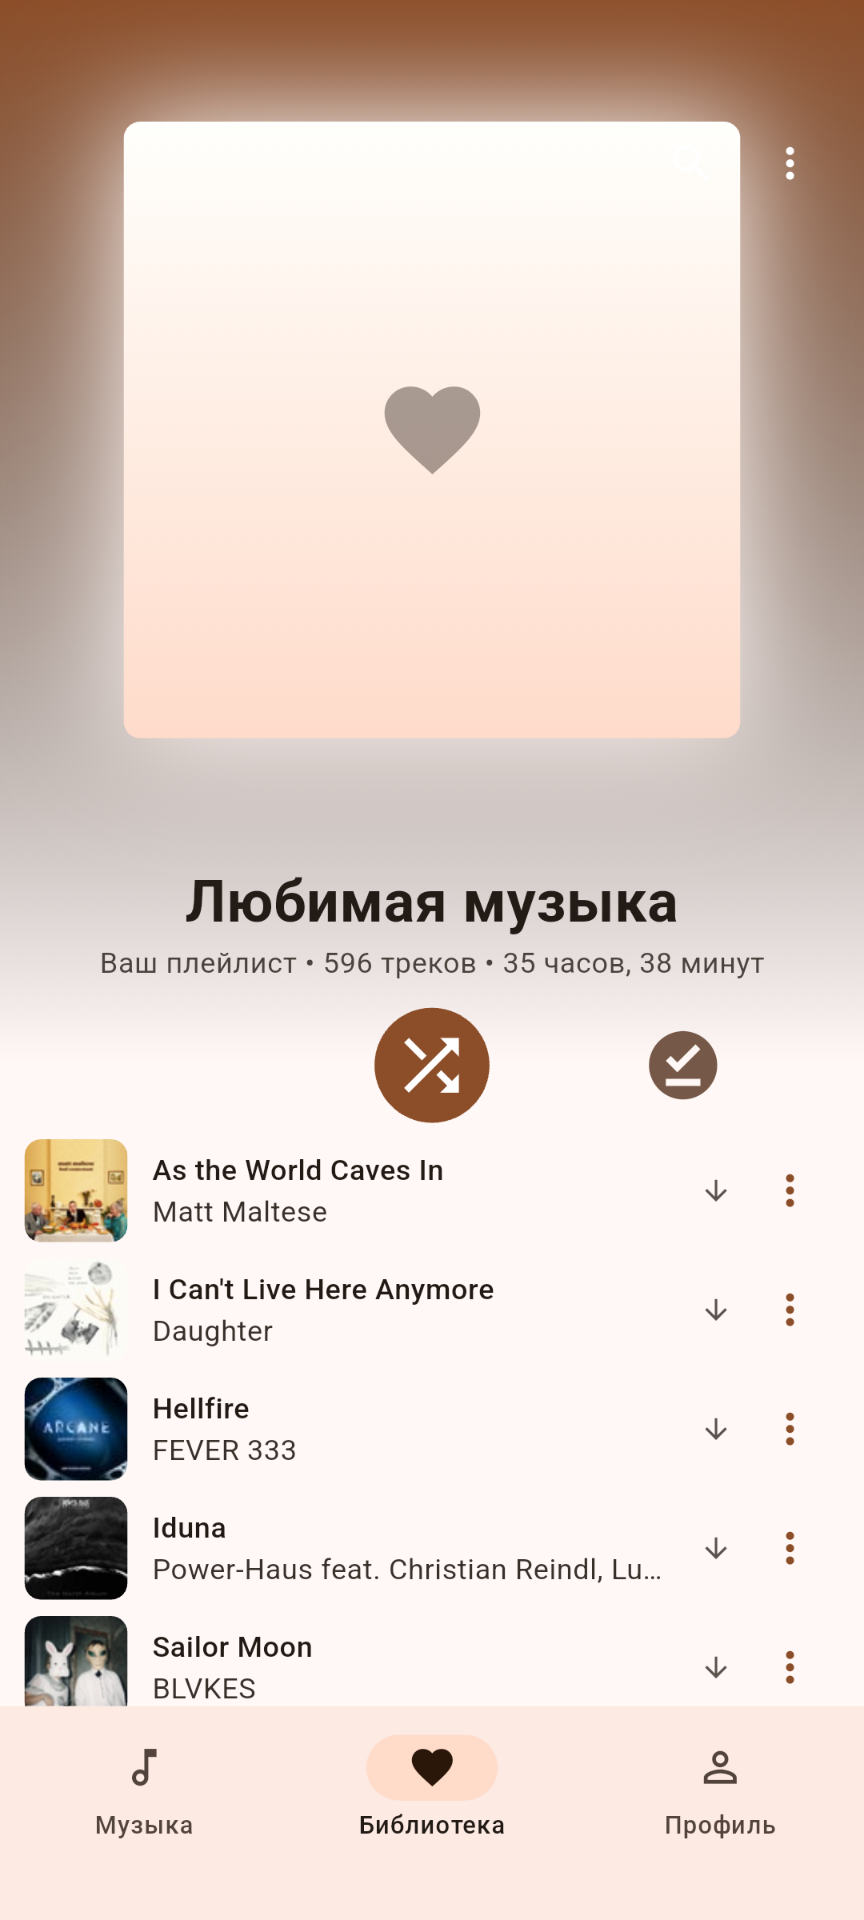 Любимая музыка
Ваш плейлист • 596 треков • 35 часов, 38 минут
As the World Caves In
Matt Maltese
I Can't Live Here Anymore
Daughter
ARCANE
Hellfire
FEVER 333
Iduna
Power-Haus feat. Christian Reindl, Lu...
Sailor Moon
BLVKES
Музыка
Библиотека
Профиль